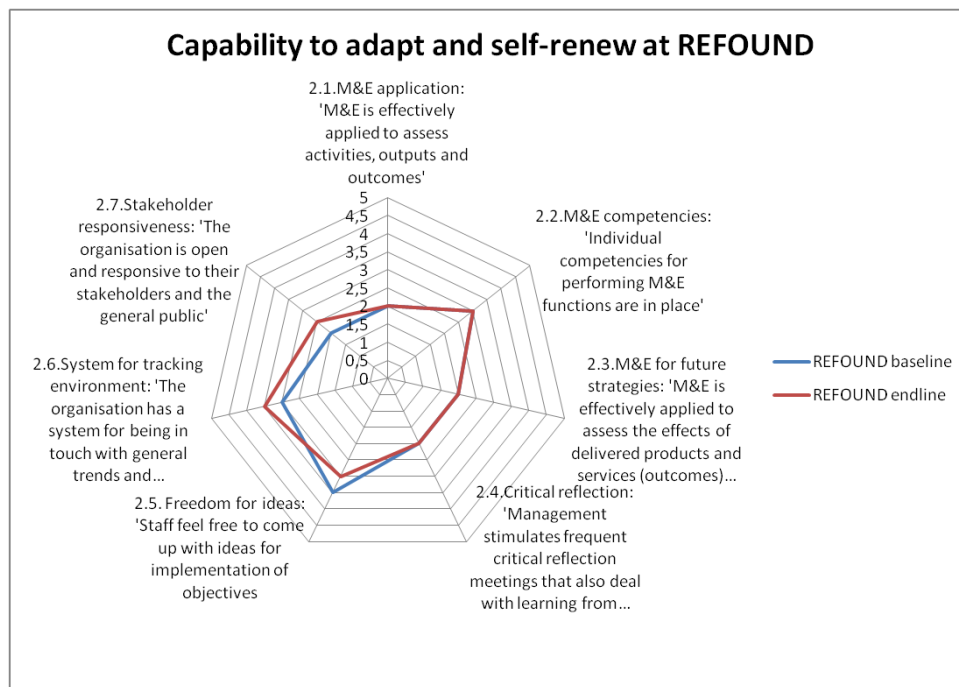 Capability to adapt and self-renew at REFOUND
2.1.M&E application:
'M&E is effectively
applied to assess
activities, outputs and
outcomes'
2.2.M&E competencies:
'Individual
competencies for
performing M&E
functions are in place'
2.3.M&E for future
strategies: 'M&E is
effectively applied to
assess the effects of
delivered products and
services (outcomes)...
2.4.Critical reflection:
'Management
stimulates frequent
critical reflection
meetings that also deal
with learning from...
2.5. Freedom for ideas:
'Staff feel free to come
up with ideas for
implementation of
objectives
2.6.System for tracking
environment: 'The
organisation has a
system for being in
touch with general
trends and...
2.7.Stakeholder
responsiveness: 'The
organisation is open
and responsive to their
stakeholders and the
general public'
5
4,5
4
3,5
3
2,5
2
1,5
1
0,5
0
REFOUND baseline
REFOUND endline